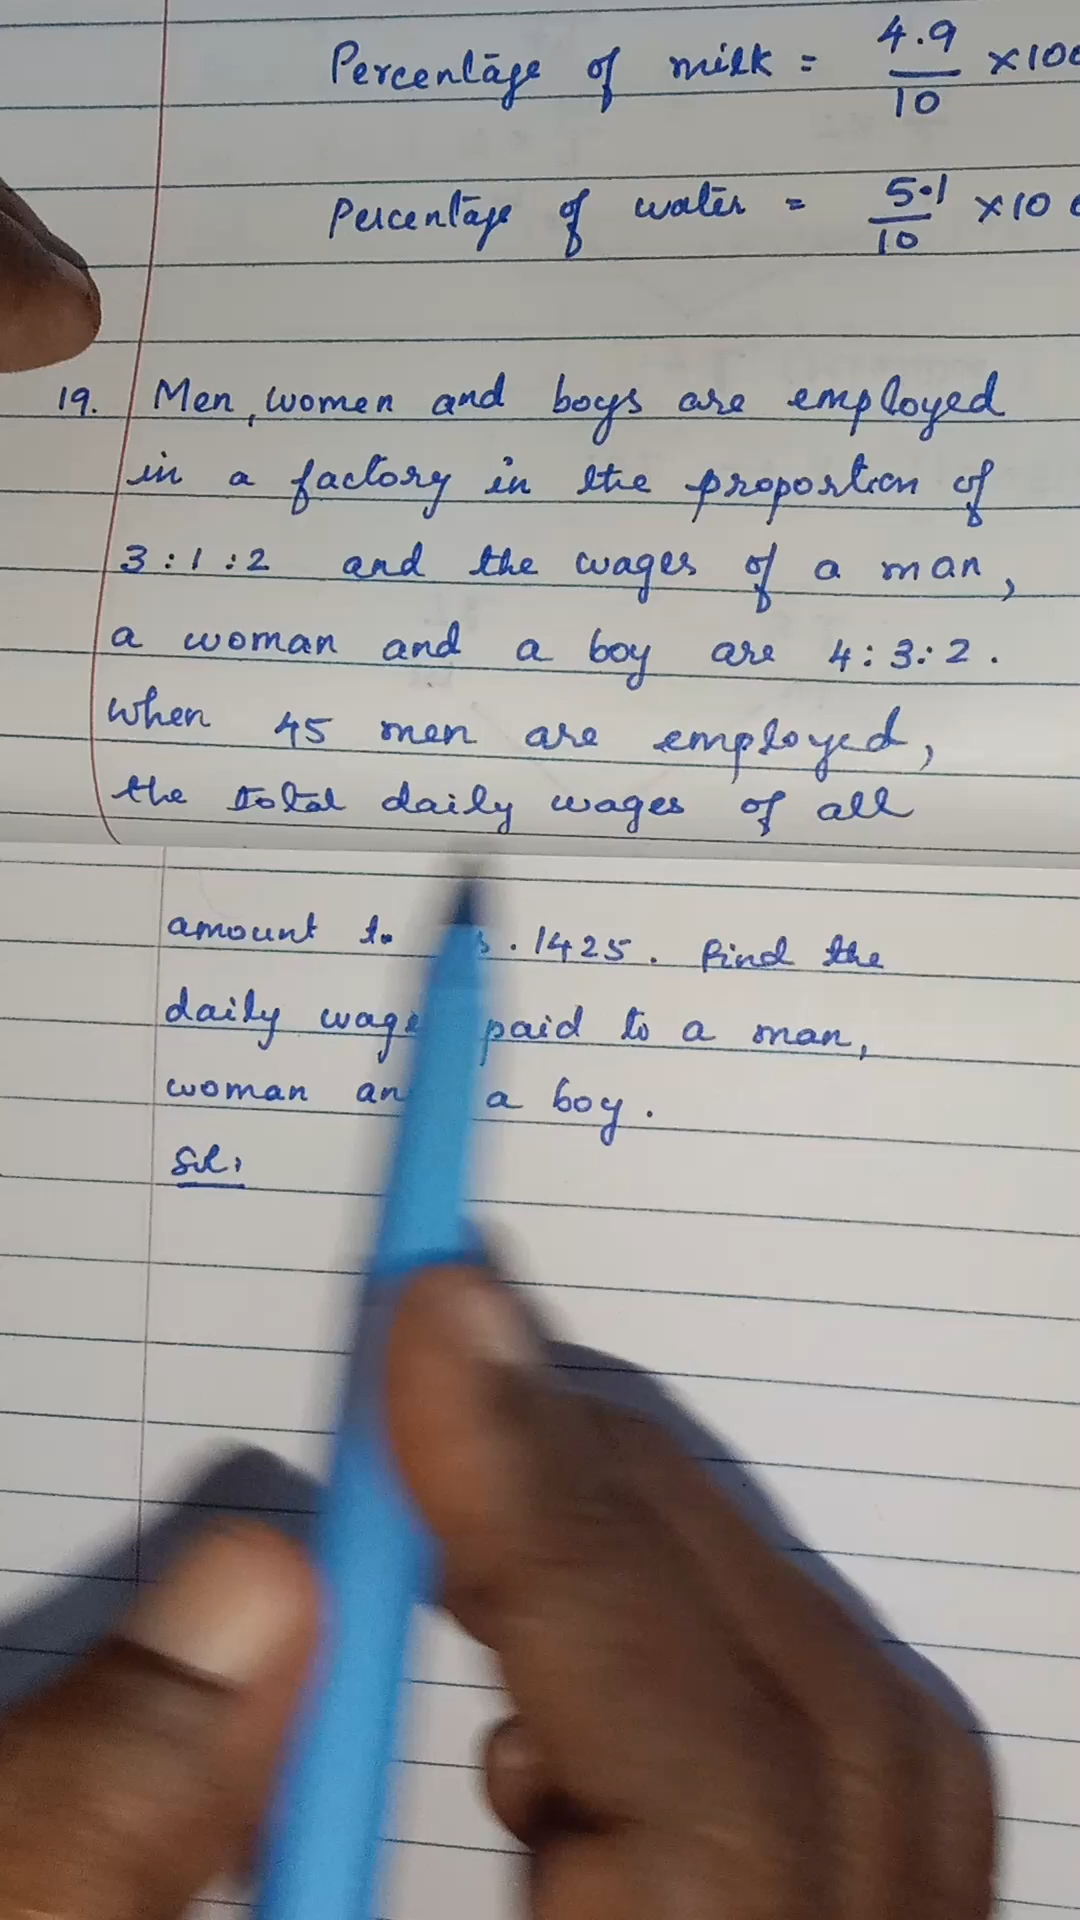 Percentage of milk = 4.9/10 ×100
Percentage of water = 5.1/10 ×100
19. Men, women and boys are employed
in a factory in the proportion of
3:1:2 and the wages of a man,
a woman and a boy are 4:3:2.
When 45 men are employed,
the total daily wages of all
amount to . 1425. Find the
daily paid to a man,
woman a boy.
Sol: